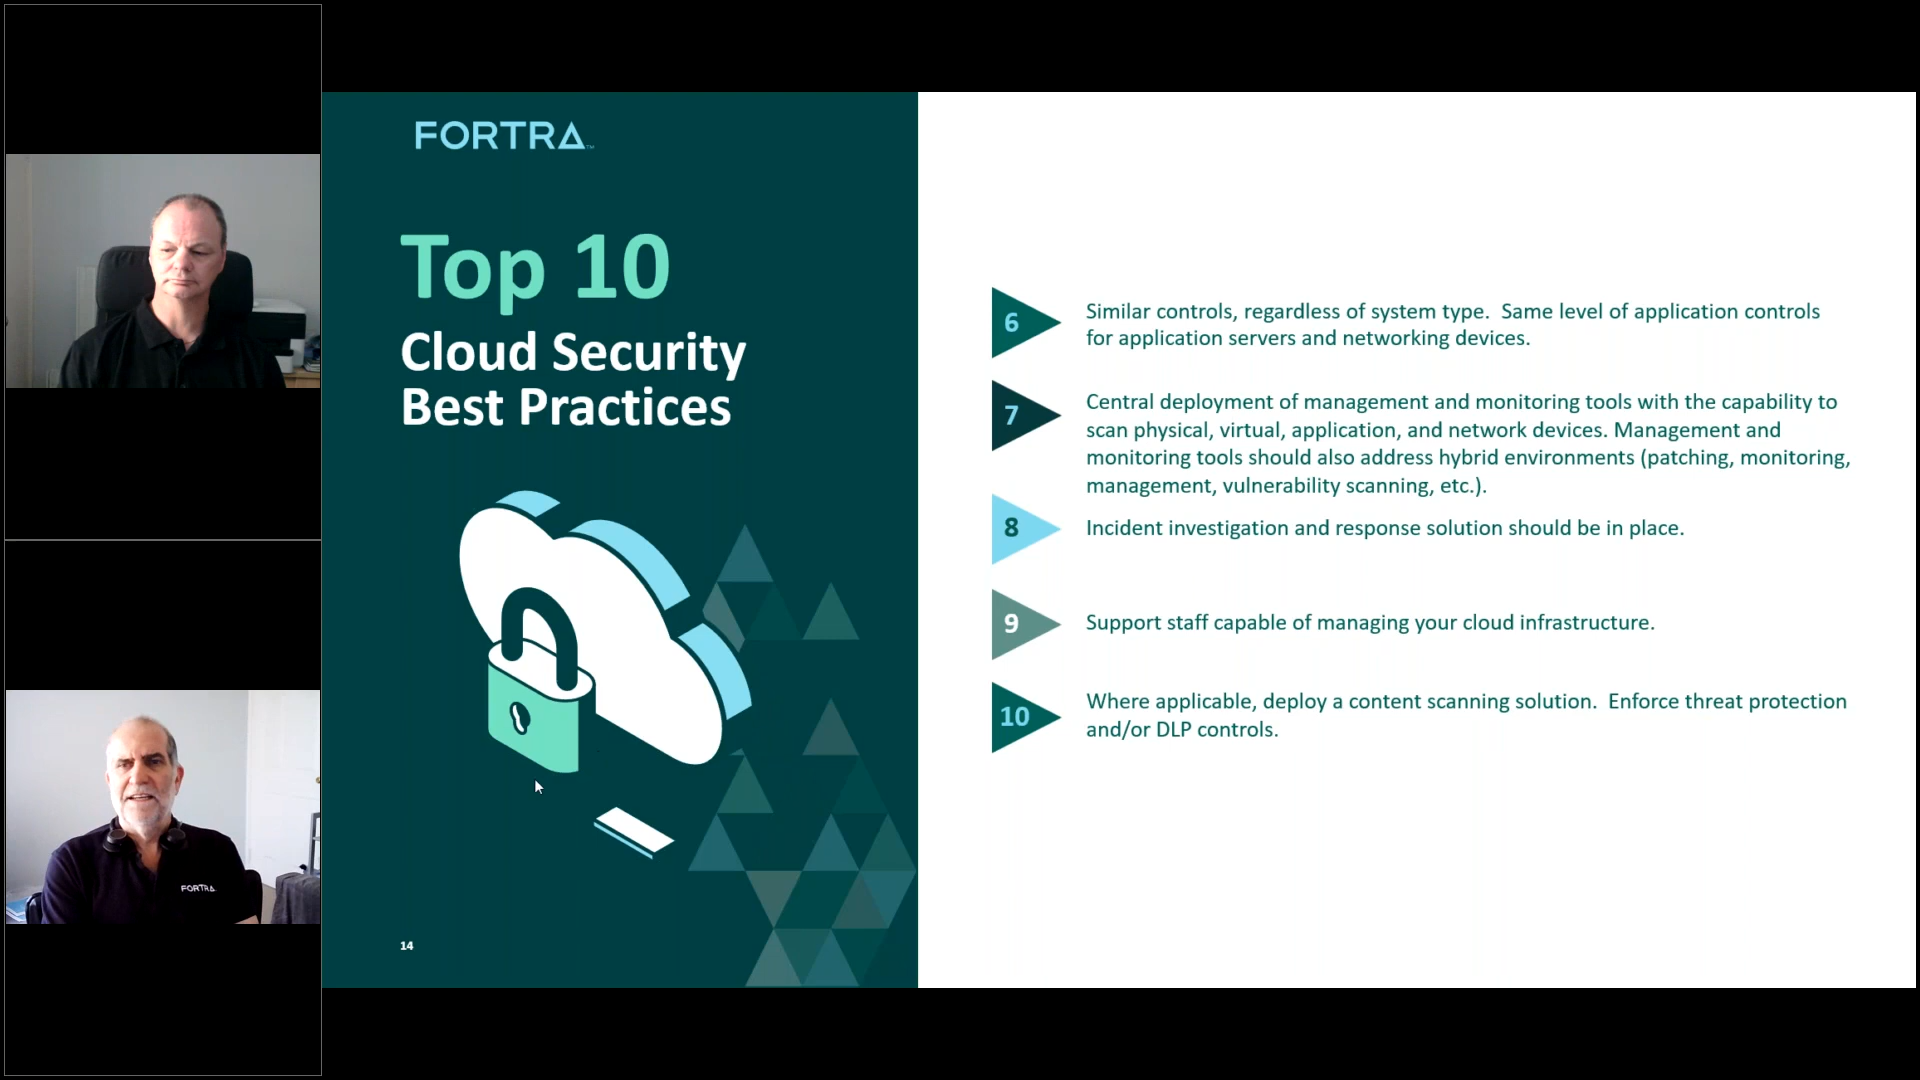 FORTRA™
Top 10
Cloud Security
Best Practices
14
6
Similar controls, regardless of system type.  Same level of application controls
for application servers and networking devices.
7
Central deployment of management and monitoring tools with the capability to
scan physical, virtual, application, and network devices. Management and
monitoring tools should also address hybrid environments (patching, monitoring,
management, vulnerability scanning, etc.).
8
Incident investigation and response solution should be in place.
9
Support staff capable of managing your cloud infrastructure.
10
Where applicable, deploy a content scanning solution.  Enforce threat protection
and/or DLP controls.
FORTRA